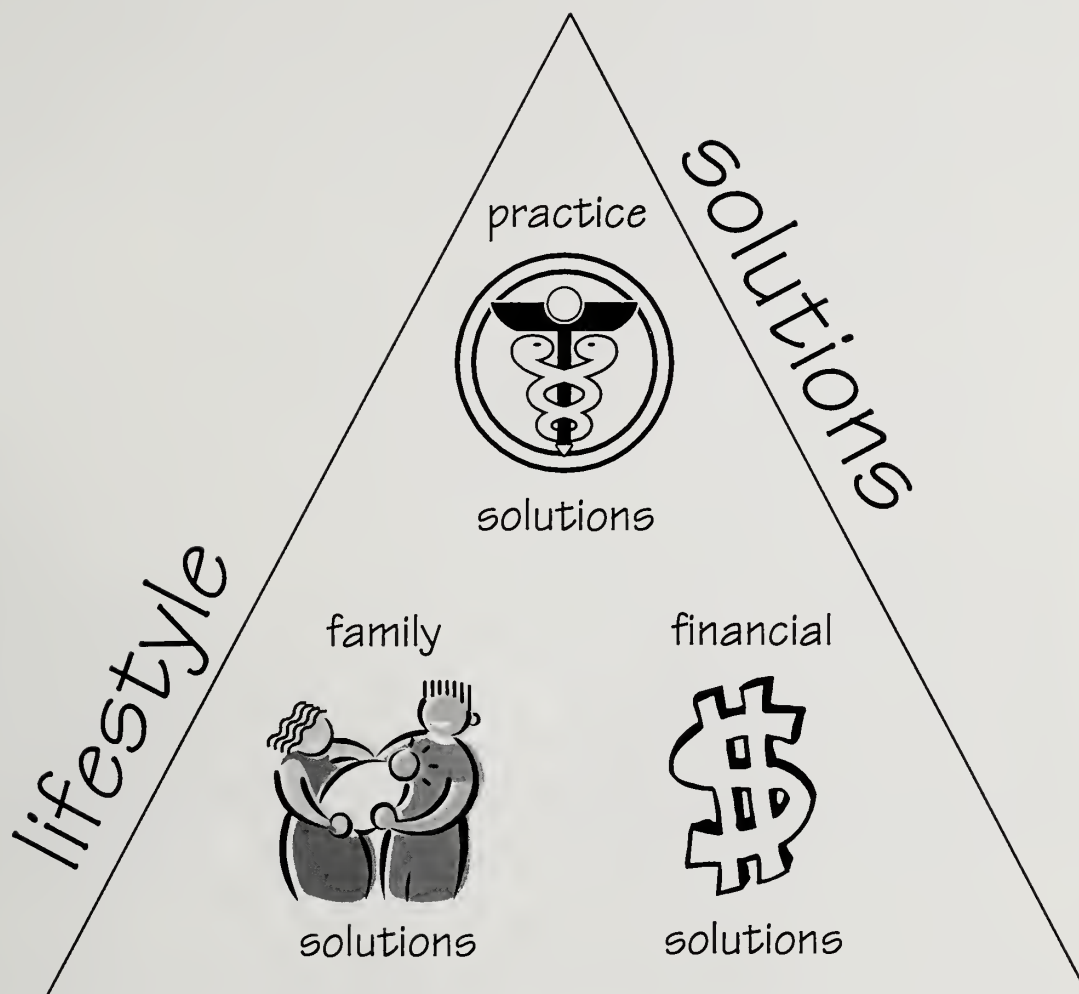 lifestyle
solutions
practice
solutions
family
solutions
financial
solutions